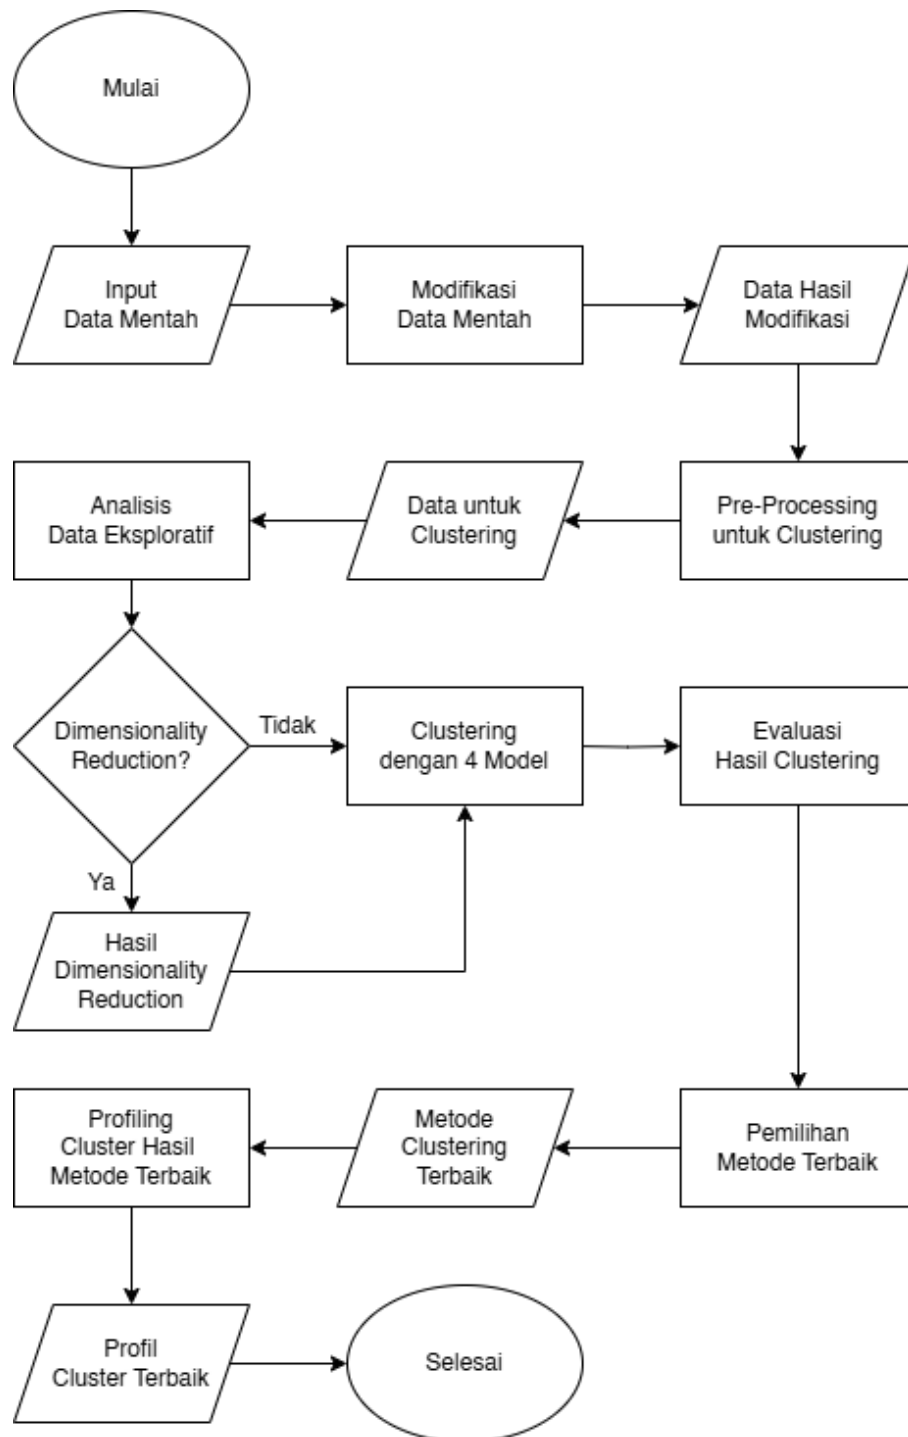 Mulai
Input
Data Mentah
Modifikasi
Data Mentah
Data Hasil
Modifikasi
Pre-Processing
untuk Clustering
Data untuk
Clustering
Analisis
Data Eksploratif
Dimensionality
Reduction?
Tidak
Clustering
dengan 4 Model
Evaluasi
Hasil Clustering
Ya
Hasil
Dimensionality
Reduction
Pemilihan
Metode Terbaik
Metode
Clustering
Terbaik
Profiling
Cluster Hasil
Metode Terbaik
Profil
Cluster Terbaik
Selesai